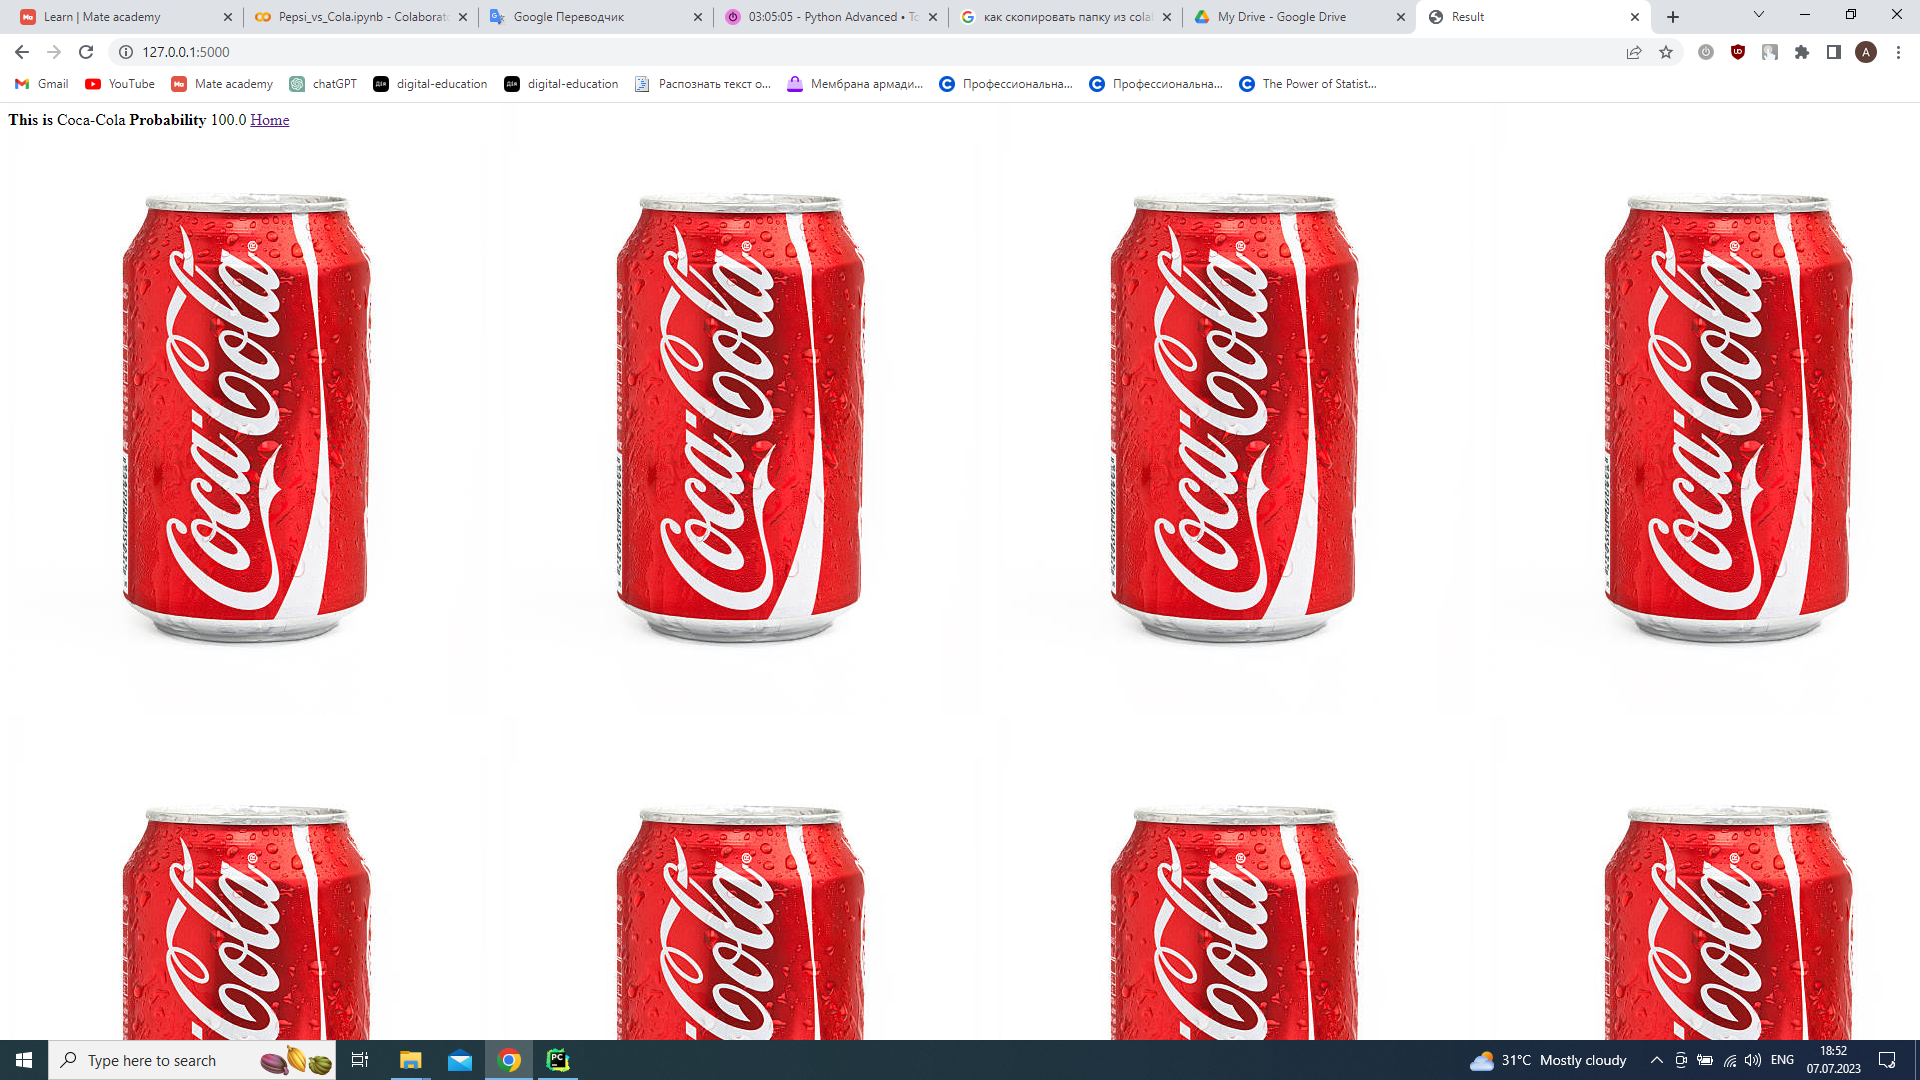 Learn | Mate academy
Pepsi_vs_Cola.ipynb - Colaborato
Google Переводчик
03:05:05 - Python Advanced • To
как скопировать папку из colab
My Drive - Google Drive
Result
127.0.0.1:5000
A
Gmail
YouTube
Mate academy
chatGPT
digital-education
digital-education
Распознать текст о...
Мембрана армади...
Профессиональна...
Профессиональна...
The Power of Statist...
This is Coca-Cola Probability 100.0 Home
Coca-Cola ®
Coca-Cola ®
Coca-Cola ®
Coca-Cola ®
Cola ®
Cola ®
Cola ®
Cola ®
Type here to search
PC
31°C Mostly cloudy
ENG
18:52
07.07.2023